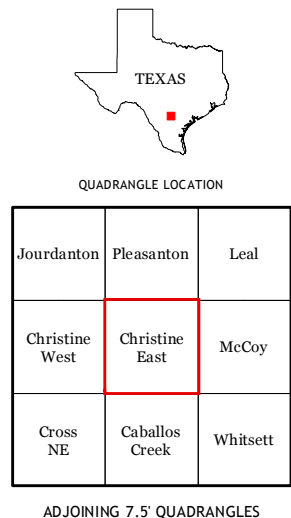 TEXAS
QUADRANGLE LOCATION
Jourdanton Pleasanton Leal
Christine West
Christine East
McCoy
Cross NE
Caballos Creek
Whitsett
ADJOINING 7.5' QUADRANGLES